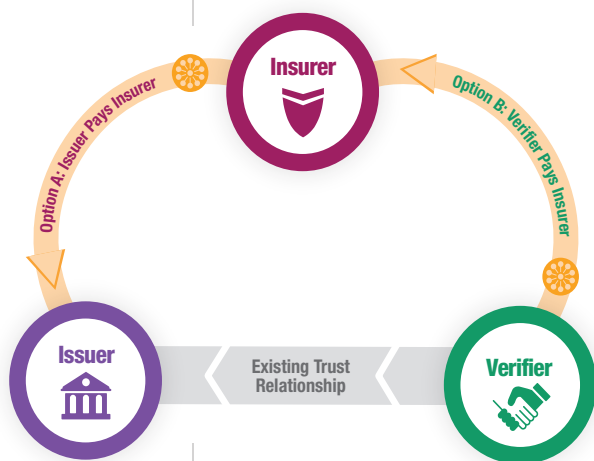 Insurer
Option A: Issuer Pays Insurer
Option B: Verifier Pays Insurer
Issuer
Existing Trust
Relationship
Verifier